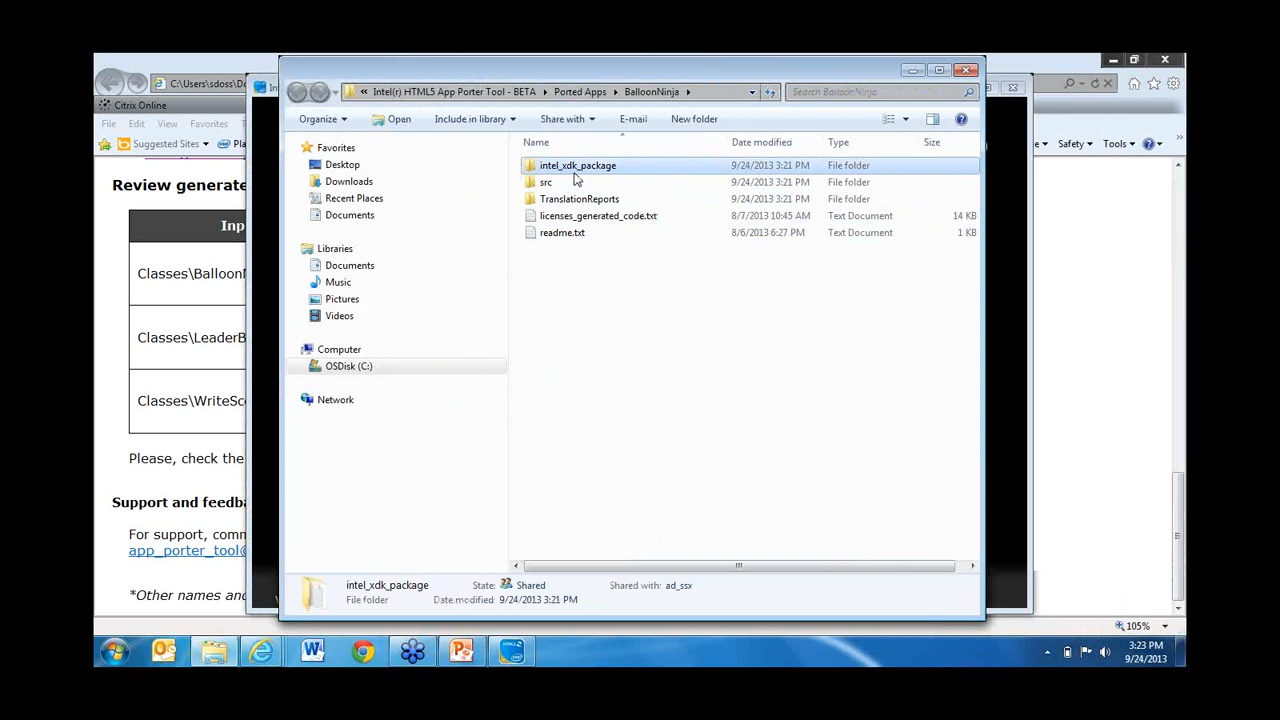 C:\Users\sdoss\Do
Citrix Online
File Edit View Favorites
Suggested Sites
Safety Tools
105%
Review generate
Inp
Classes\Balloon
Classes\LeaderB
Classes\WriteSc
Please, check the
Support and feedba
For support, comm
app_porter_tool@
*Other names and
« Intel(r) HTML5 App Porter Tool - BETA Ported Apps BalloonNinja Search BalloonNinja
Organize Open Include in library Share with E-mail New folder
Favorites
Desktop
Downloads
Recent Places
Documents
Libraries
Documents
Music
Pictures
Videos
Computer
OSDisk (C:)
Network
Name Date modified Type Size
intel_xdk_package 9/24/2013 3:21 PM File folder
src 9/24/2013 3:21 PM File folder
TranslationReports 9/24/2013 3:21 PM File folder
licenses_generated_code.txt 8/7/2013 10:45 AM Text Document 14 KB
readme.txt 8/6/2013 6:27 PM Text Document 1 KB
intel_xdk_package State: Shared Shared with: ad_ssx
File folder Date modified: 9/24/2013 3:21 PM
3:23 PM
9/24/2013